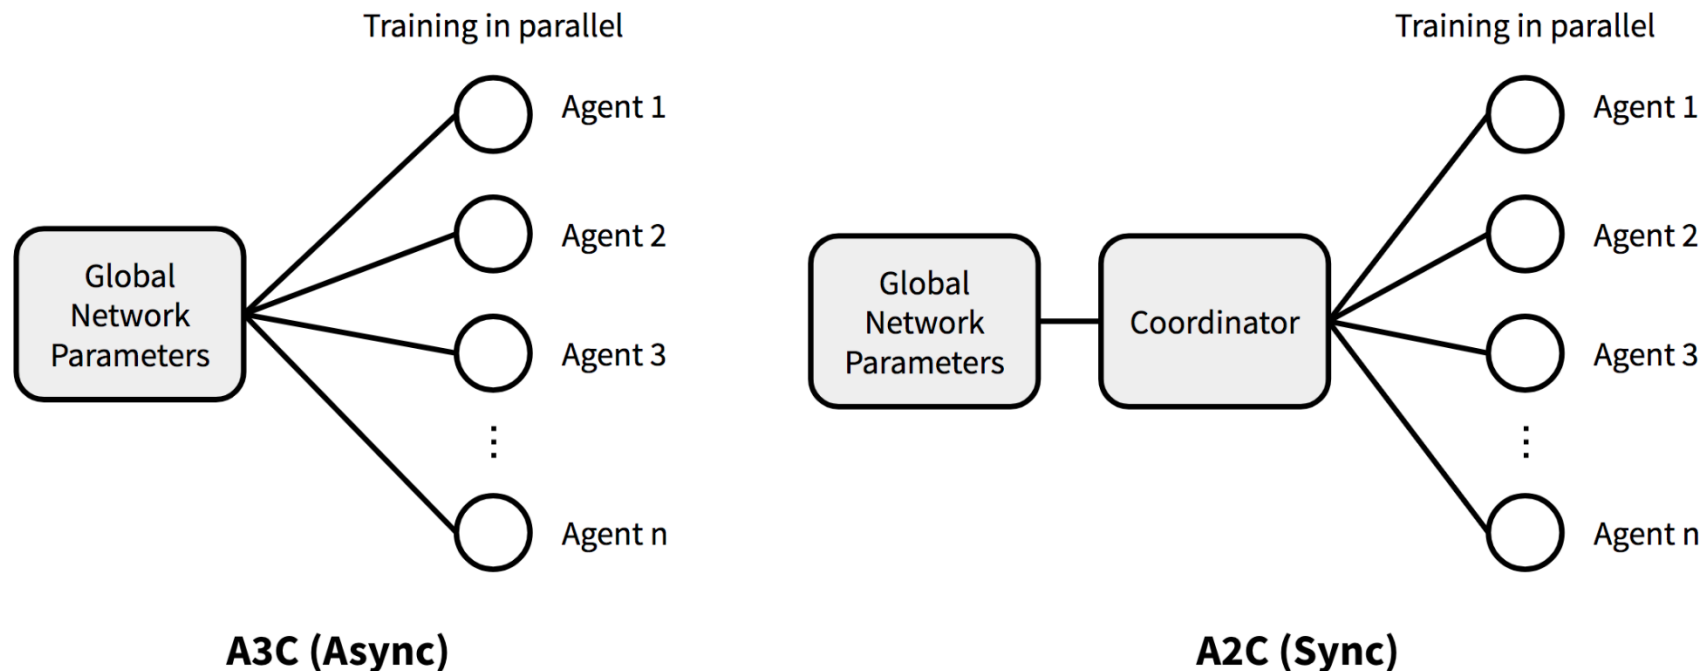 Training in parallel
Agent 1
Agent 2
Global
Network
Parameters
Agent 3
⋮
Agent n
A3C (Async)
Training in parallel
Agent 1
Agent 2
Global
Network
Parameters
Coordinator
Agent 3
⋮
Agent n
A2C (Sync)